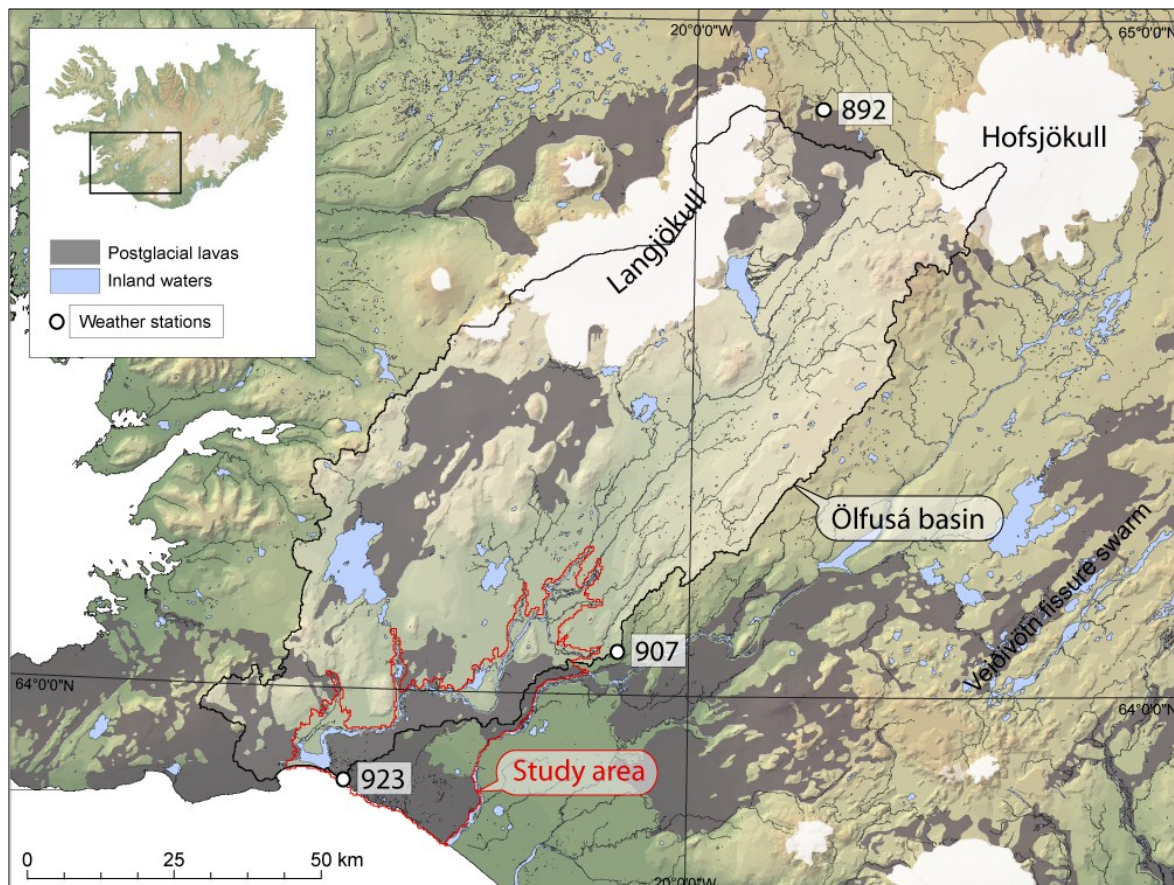 20°0'0"W
65°0'0"N
892
Hofsjökull
Langjökull
Postglacial lavas
Inland waters
Weather stations
Ölfusá basin
Veiðivötn fissure swarm
907
64°0'0"N
64°0'0"N
Study area
923
0 25 50 km
20°0'0"W